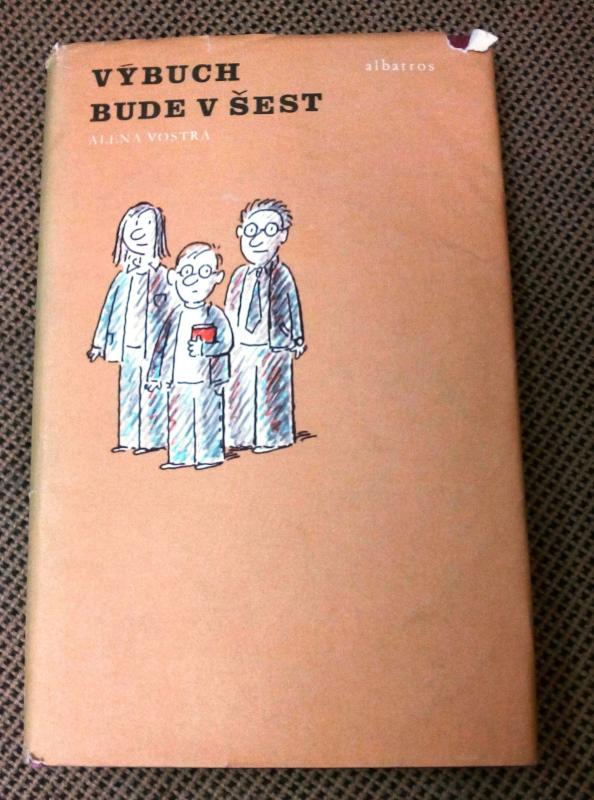 VÝBUCH
albatros
BUDE V ŠEST
ALENA VOSTRÁ